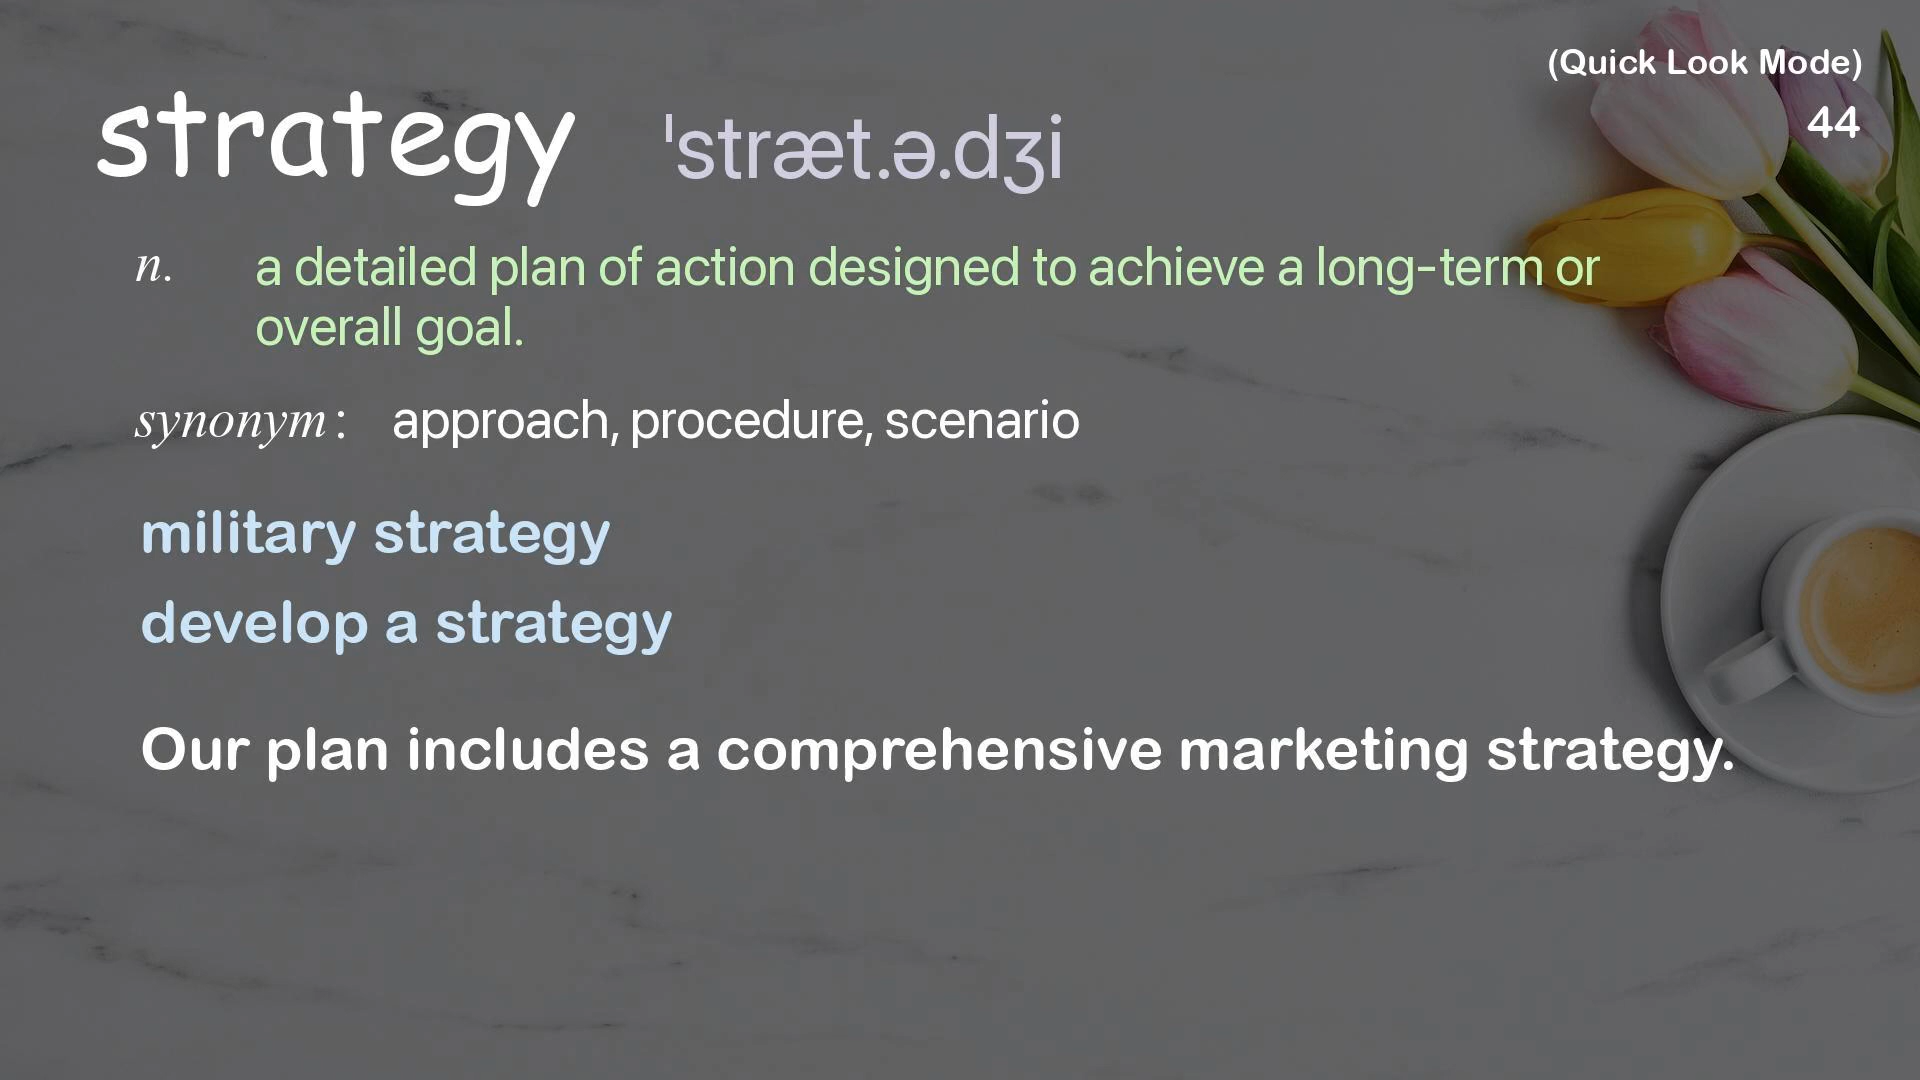 (Quick Look Mode)
44
strategy ˈstræt.ə.dʒi
n. a detailed plan of action designed to achieve a long-term or
overall goal.
synonym: approach, procedure, scenario
military strategy
develop a strategy
Our plan includes a comprehensive marketing strategy.